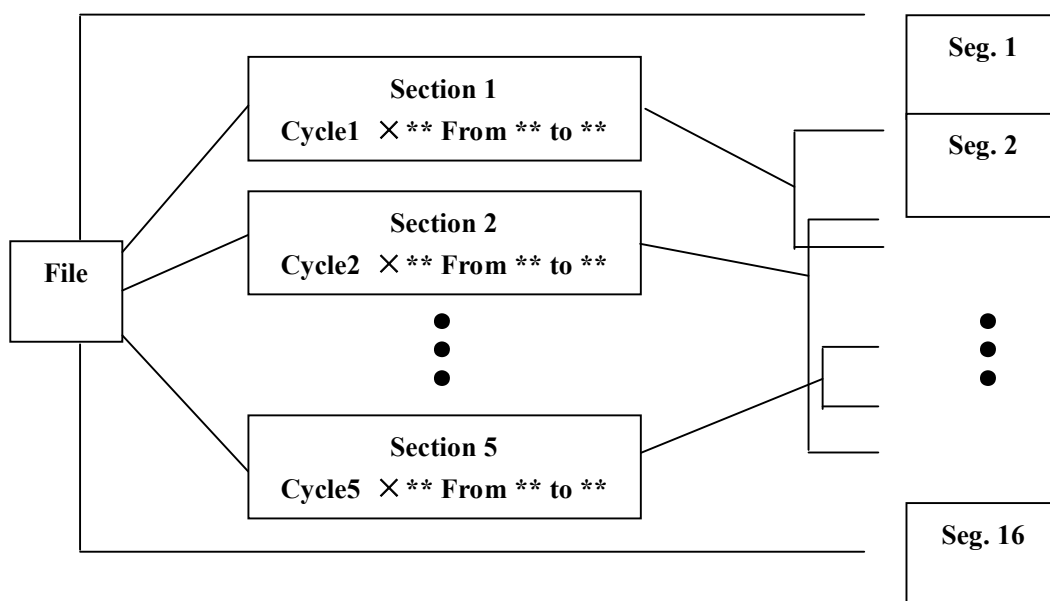 Seg. 1
Section 1
Cycle1 × ** From ** to **
Seg. 2
Section 2
File
Cycle2 × ** From ** to **
Section 5
Cycle5 × ** From ** to **
Seg. 16